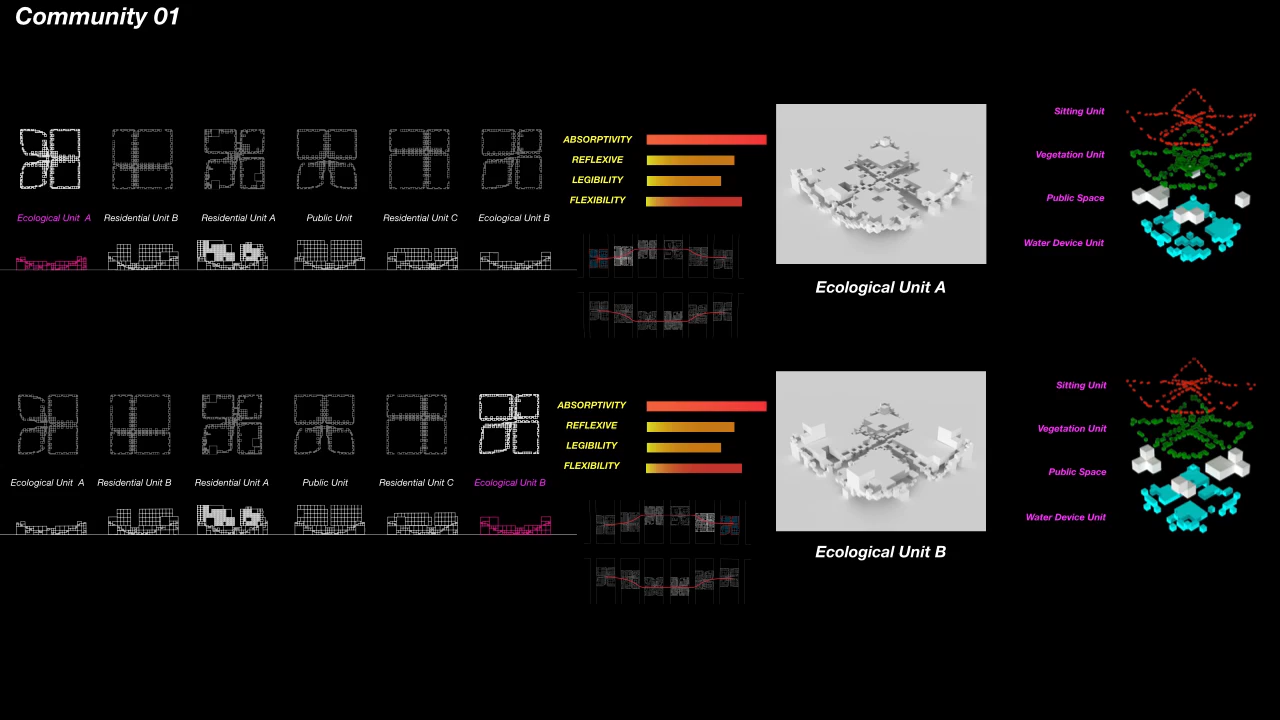 Community 01
ABSORPTIVITY
REFLEXIVE
LEGIBILITY
FLEXIBILITY
Ecological Unit A
Residential Unit B
Residential Unit A
Public Unit
Residential Unit C
Ecological Unit B
Ecological Unit A
Sitting Unit
Vegetation Unit
Public Space
Water Device Unit
ABSORPTIVITY
REFLEXIVE
LEGIBILITY
FLEXIBILITY
Ecological Unit A
Residential Unit B
Residential Unit A
Public Unit
Residential Unit C
Ecological Unit B
Ecological Unit B
Sitting Unit
Vegetation Unit
Public Space
Water Device Unit